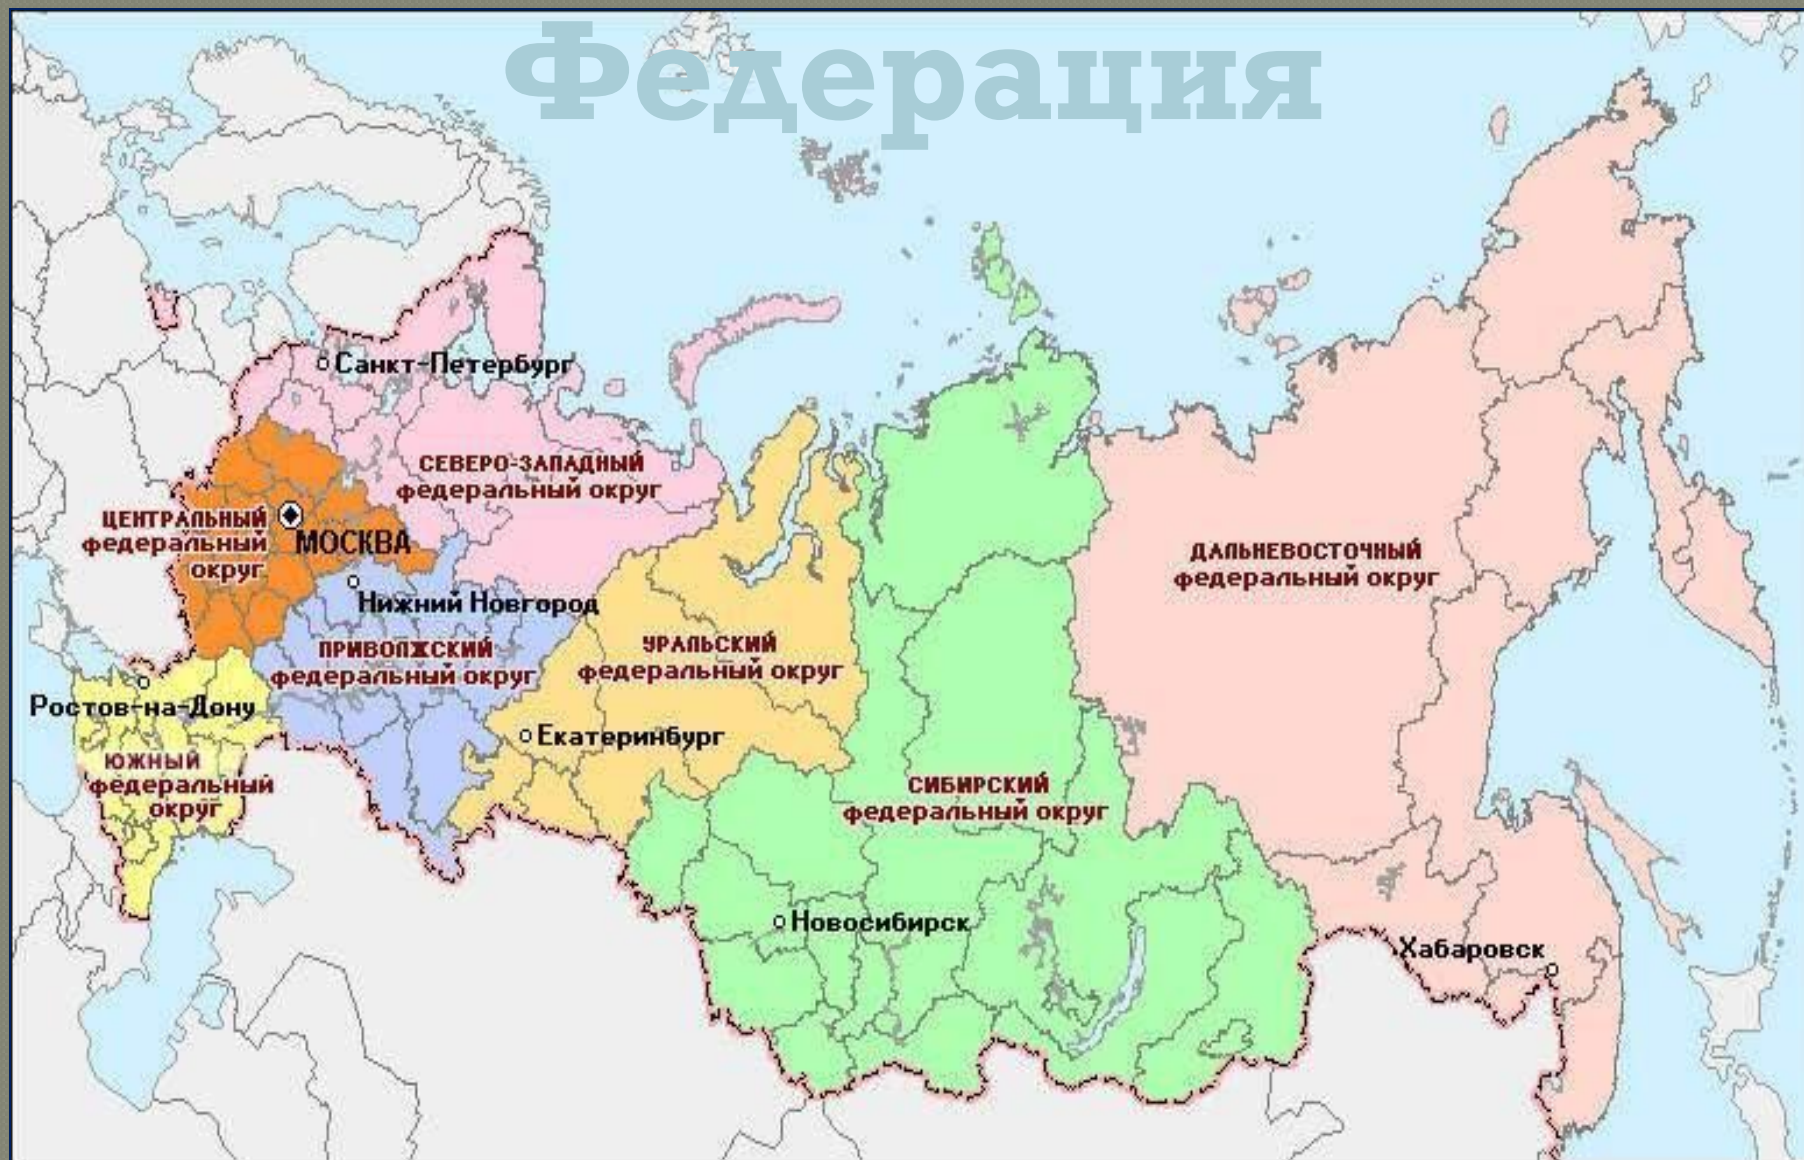 Федерация
Санкт-Петербург
СЕВЕРО-ЗАПАДНЫЙ
федеральный округ
ЦЕНТРАЛЬНЫЙ
федеральный
округ
МОСКВА
Нижний Новгород
ПРИВОЛЖСКИЙ
федеральный округ
УРАЛЬСКИЙ
федеральный округ
ДАЛЬНЕВОСТОЧНЫЙ
федеральный округ
Ростов-на-Дону
Екатеринбург
ЮЖНЫЙ
федеральный
округ
СИБИРСКИЙ
федеральный округ
Новосибирск
Хабаровск